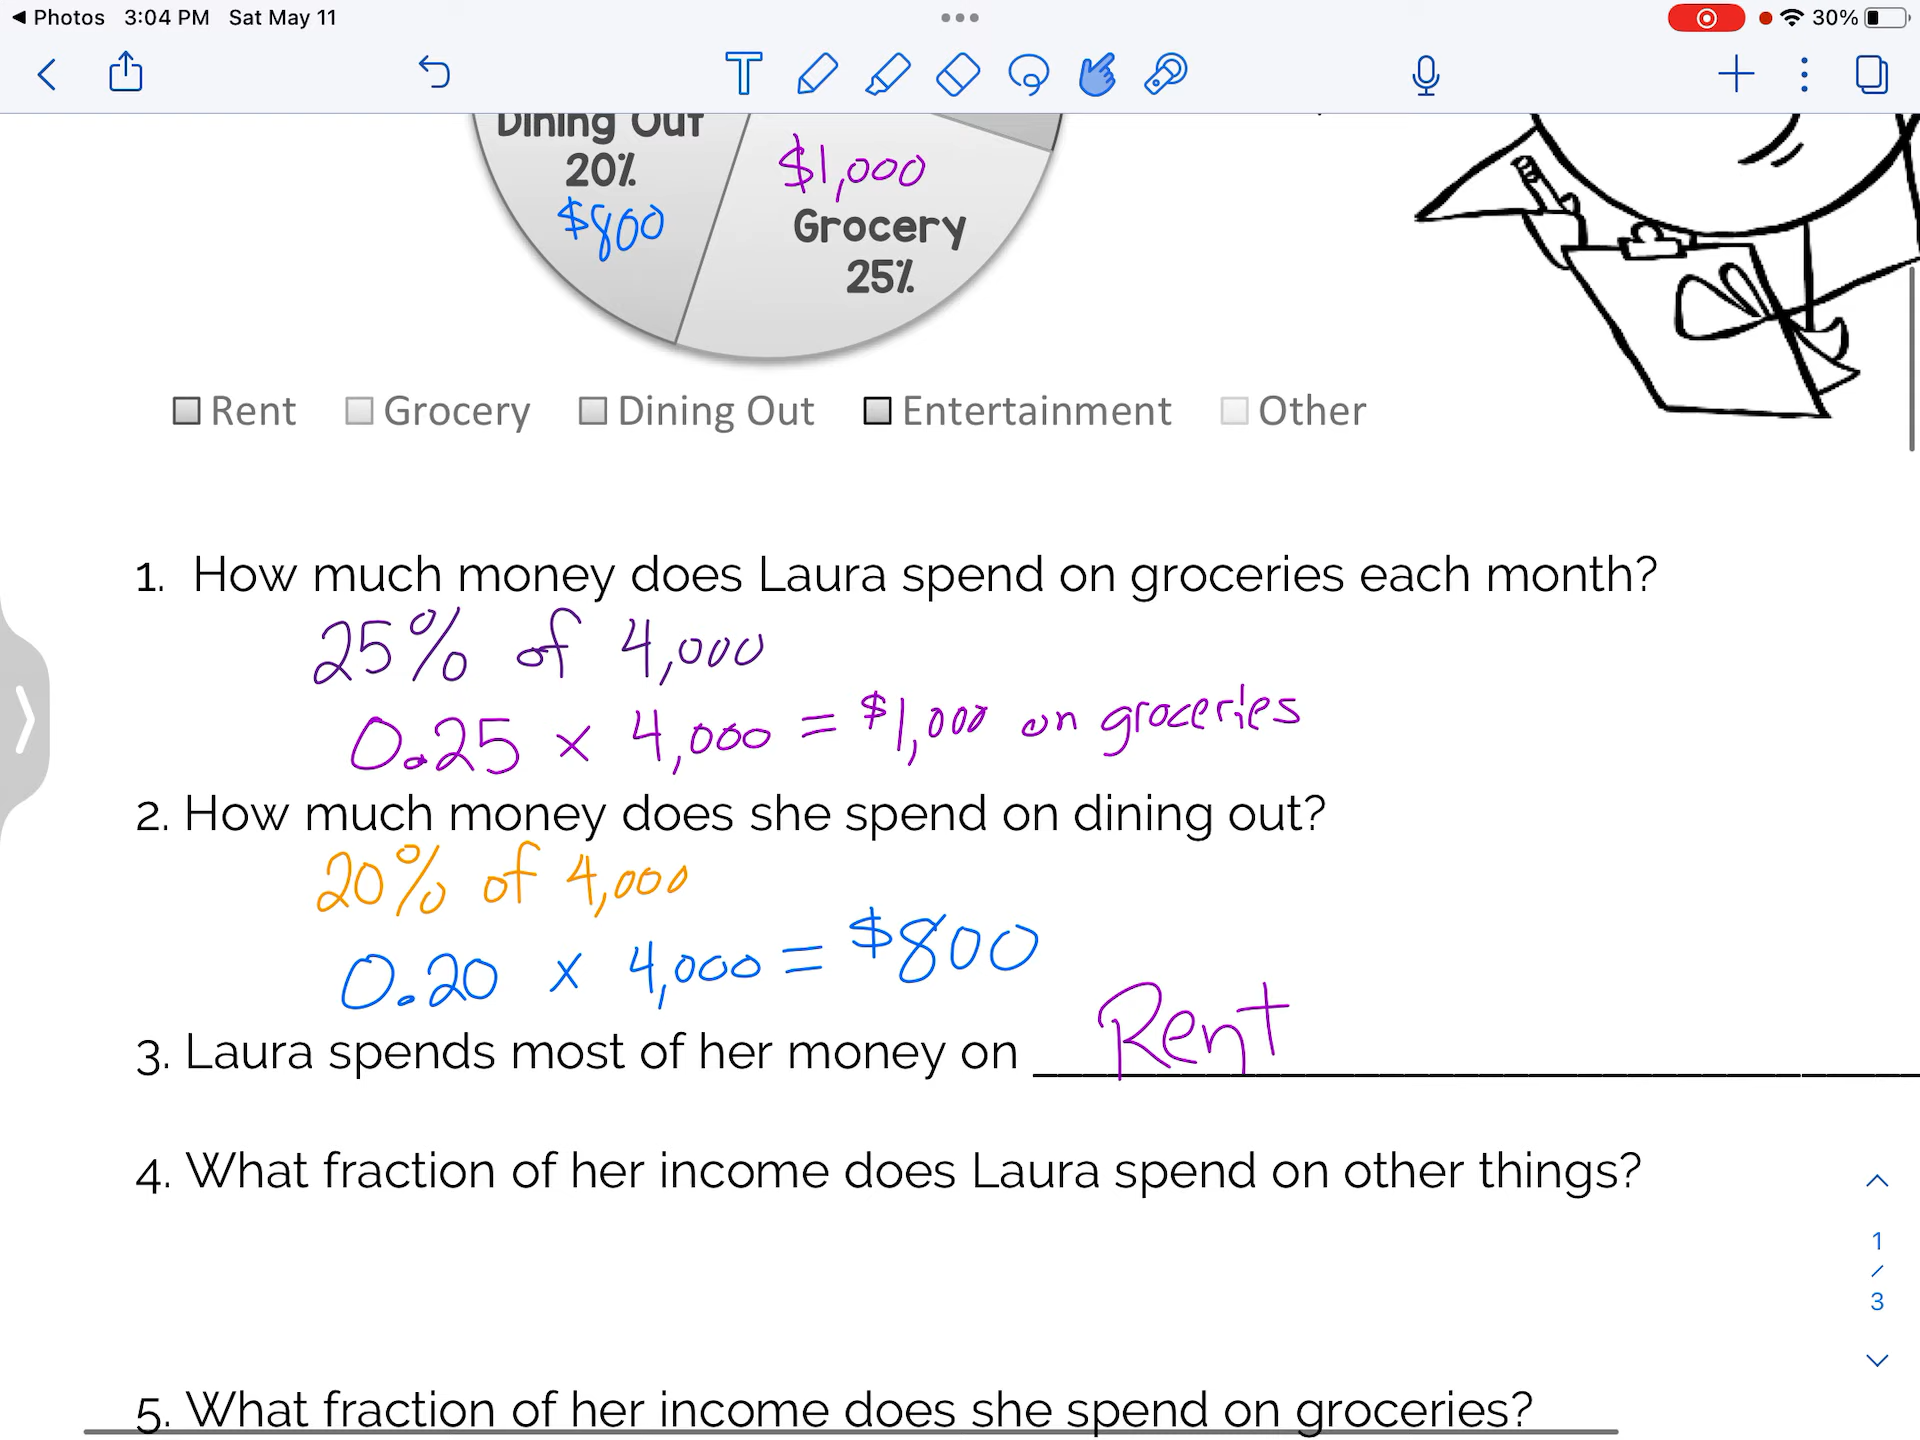 Photos 3:04 PM Sat May 11
30%
T
Dining Out
20%
$800
$1,000
Grocery
25%
Rent Grocery Dining Out Entertainment Other
1. How much money does Laura spend on groceries each month?
25% of 4,000
0.25 x 4,000 = $1,000 on groceries
2. How much money does she spend on dining out?
20% of 4,000
0.20 x 4,000 = $800
3. Laura spends most of her money on Rent
4. What fraction of her income does Laura spend on other things?
1
/
3
5. What fraction of her income does she spend on groceries?